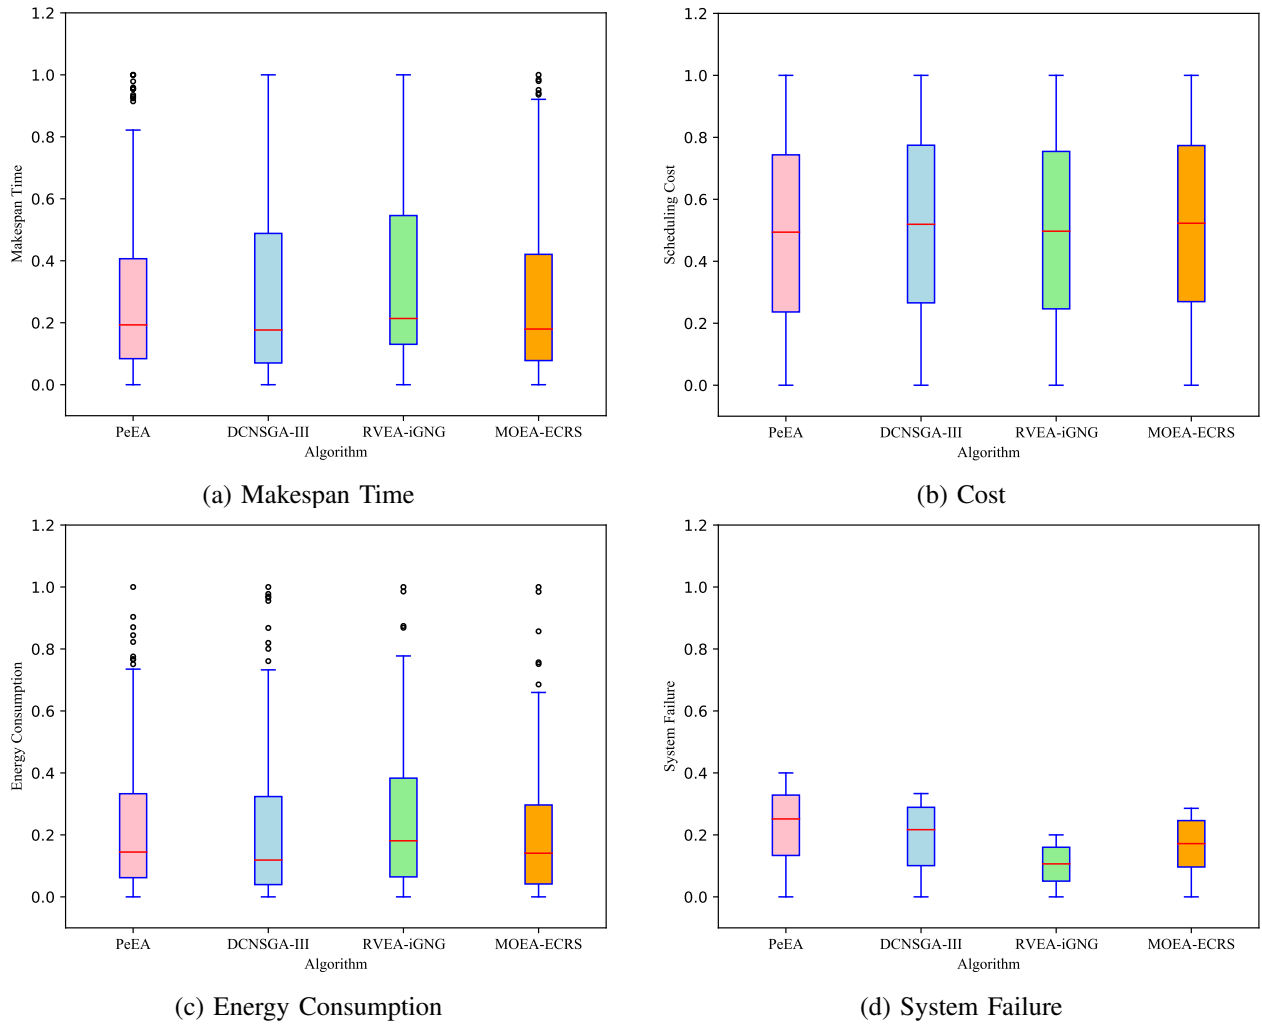 1.2
1.0
0.8
0.6
0.4
0.2
0.0
Makespan Time
PeEA
DCNSGA-III
RVEA-iGNG
MOEA-ECRS
Algorithm
(a) Makespan Time
1.2
1.0
0.8
0.6
0.4
0.2
0.0
Scheduling Cost
PeEA
DCNSGA-III
RVEA-iGNG
MOEA-ECRS
Algorithm
(b) Cost
1.2
1.0
0.8
0.6
0.4
0.2
0.0
Energy Consumption
PeEA
DCNSGA-III
RVEA-iGNG
MOEA-ECRS
Algorithm
(c) Energy Consumption
1.2
1.0
0.8
0.6
0.4
0.2
0.0
System Failure
PeEA
DCNSGA-III
RVEA-iGNG
MOEA-ECRS
Algorithm
(d) System Failure